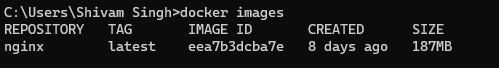 C:\Users\Shivam Singh>docker images
REPOSITORY   TAG       IMAGE ID       CREATED      SIZE
nginx        latest    eea7b3dcba7e   8 days ago   187MB